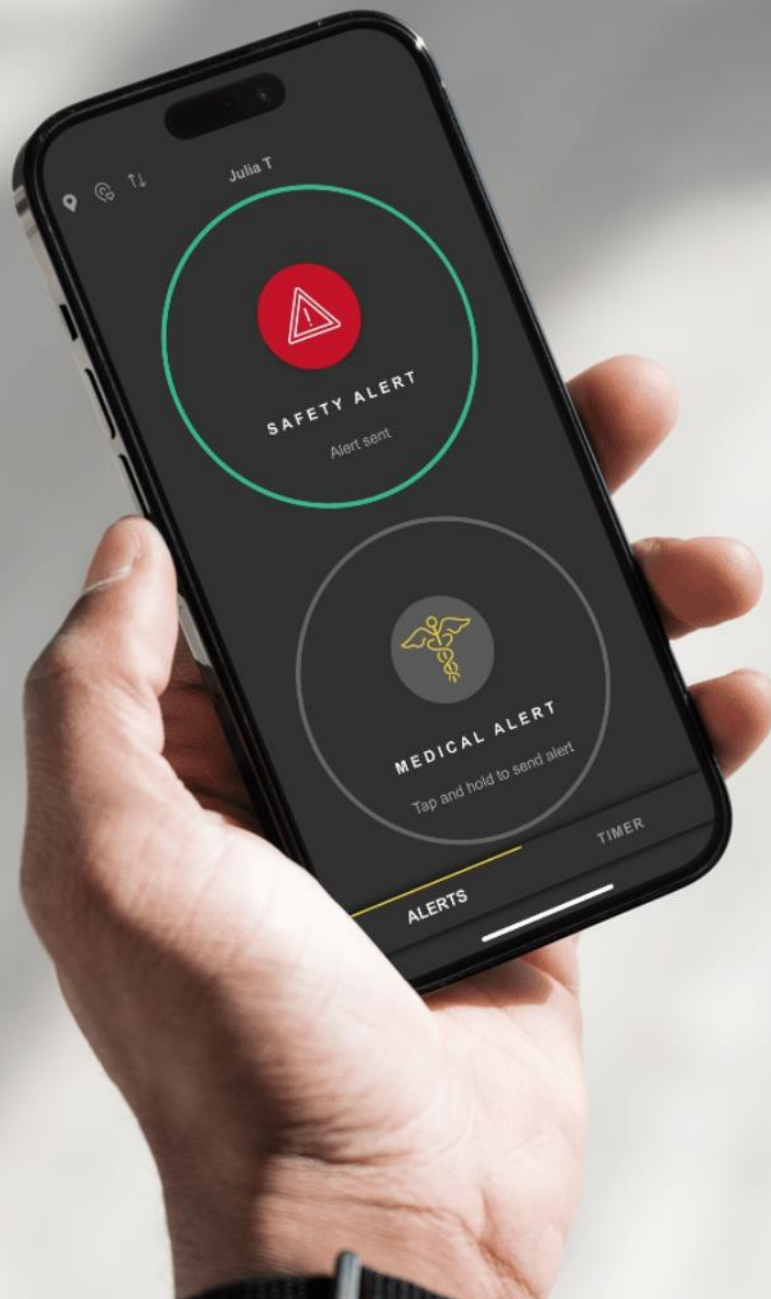 Julia T
SAFETY ALERT
Alert sent
MEDICAL ALERT
Tap and hold to send alert
ALERTS
TIMER